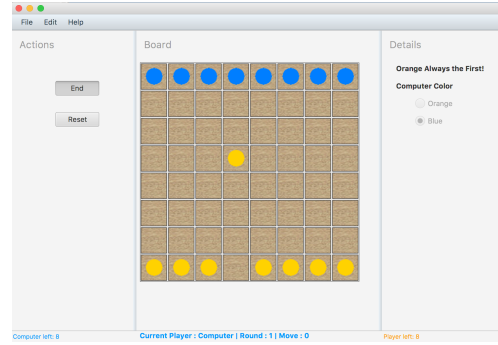 File Edit Help
Actions
Board
Details
End
Reset
Orange Always the First!
Computer Color
Orange
Blue
Computer left: 8
Current Player : Computer | Round : 1 | Move : 0
Player left: 8